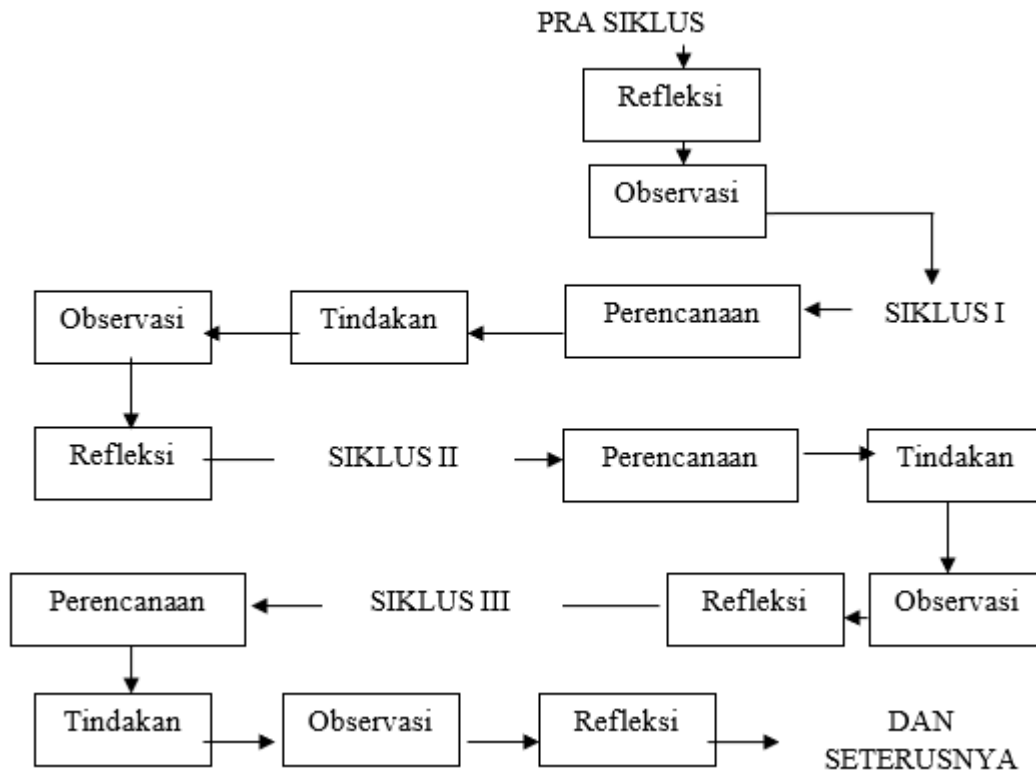 PRA SIKLUS
Refleksi
Observasi
SIKLUS I
Perencanaan
Tindakan
Observasi
Refleksi
SIKLUS II
Perencanaan
Tindakan
Observasi
Refleksi
SIKLUS III
Perencanaan
Tindakan
Observasi
Refleksi
DAN
SETERUSNYA